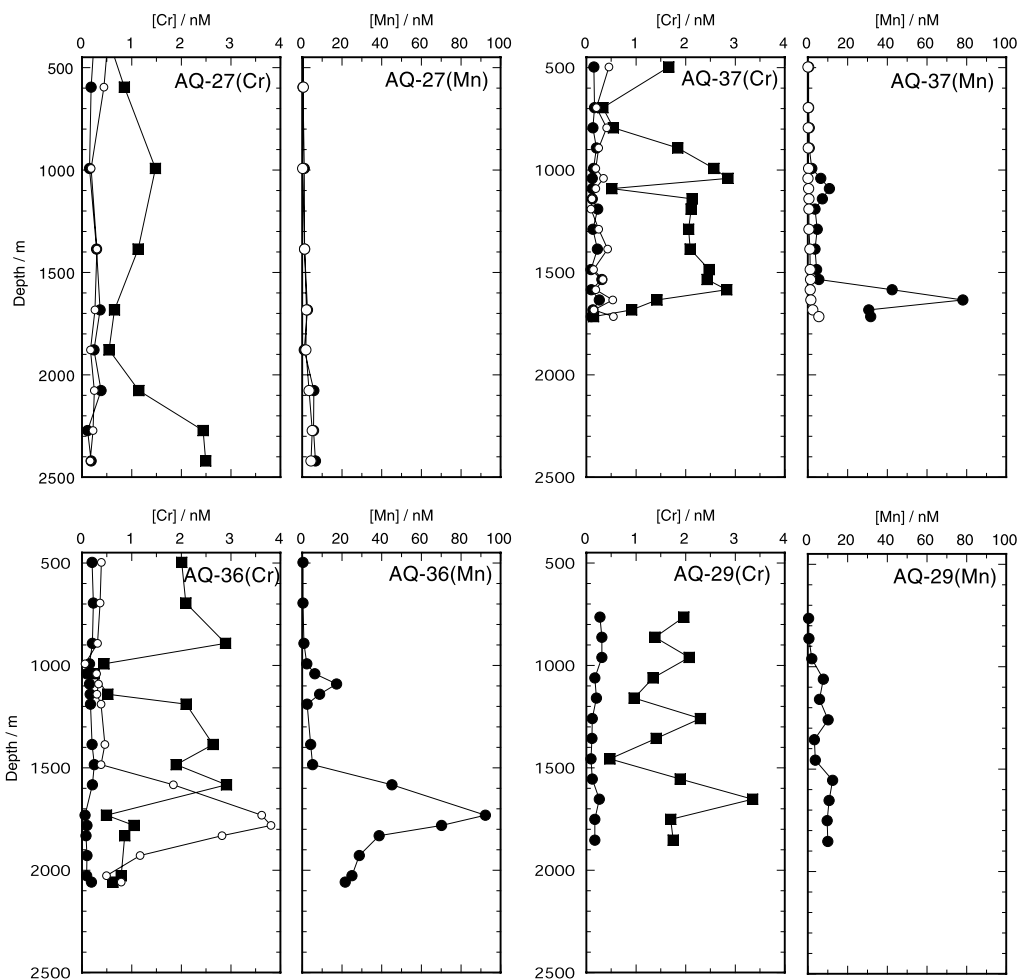 [Cr] / nM [Mn] / nM [Cr] / nM [Mn] / nM
0 1 2 3 4 0 20 40 60 80 100 0 1 2 3 4 0 20 40 60 80 100
500 AQ-27(Cr) AQ-27(Mn) 500 AQ-37(Cr) AQ-37(Mn)
1000 1000
Depth / m
1500 1500
2000 2000
2500 2500
[Cr] / nM [Mn] / nM [Cr] / nM [Mn] / nM
0 1 2 3 4 0 20 40 60 80 100 0 1 2 3 4 0 20 40 60 80 100
500 AQ-36(Cr) AQ-36(Mn) 500 AQ-29(Cr) AQ-29(Mn)
1000 1000
Depth / m
1500 1500
2000 2000
2500 2500